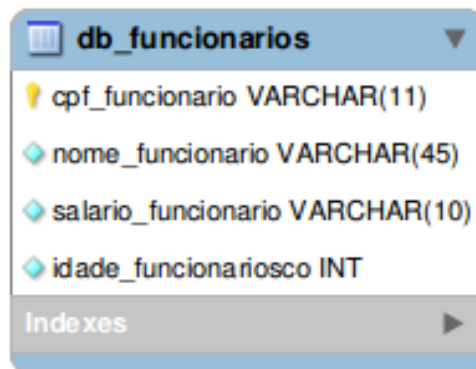 db_funcionarios
cpf_funcionario VARCHAR(11)
nome_funcionario VARCHAR(45)
salario_funcionario VARCHAR(10)
idade_funcionariosco INT
Indexes